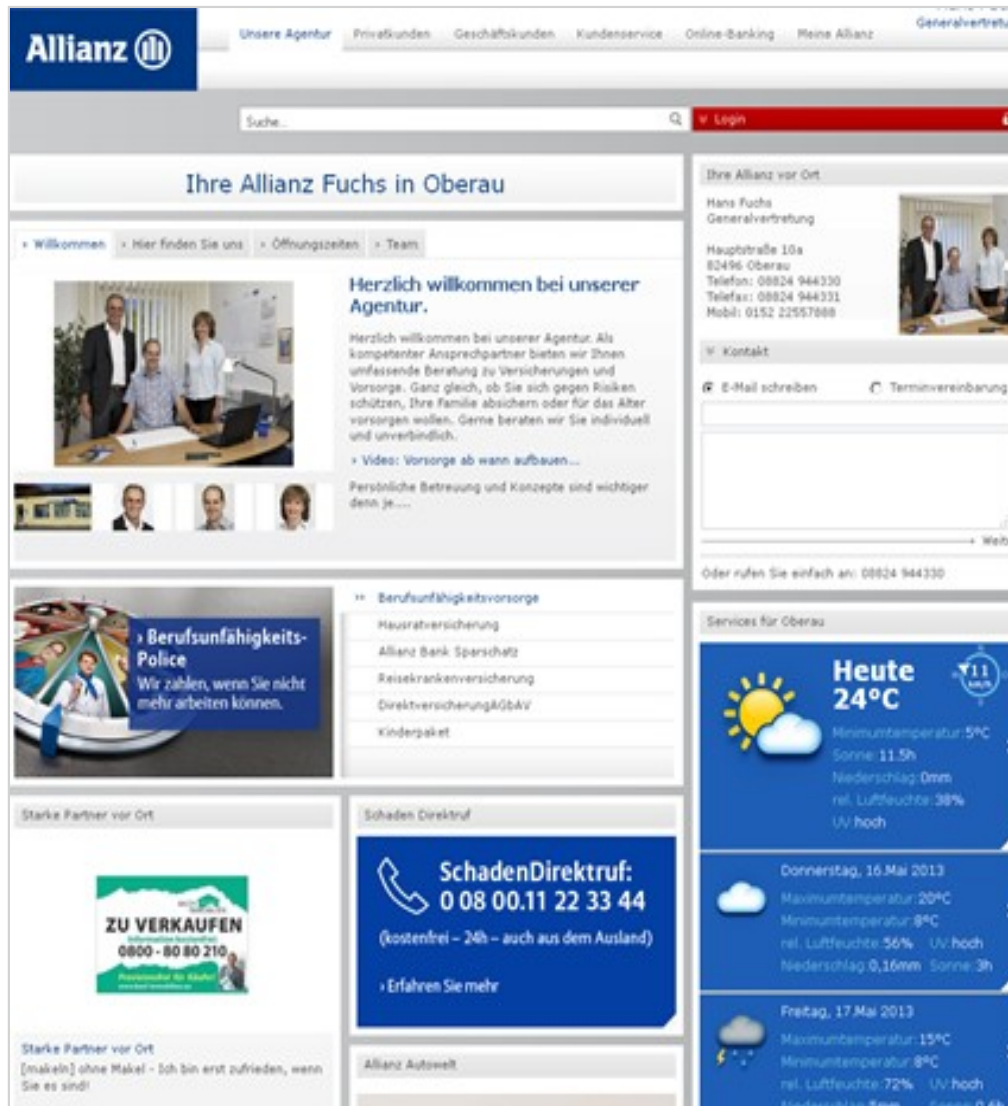 Allianz
Unsere Agentur
Privatkunden
Geschäftskunden
Kundenservice
Online-Banking
Meine Allianz
Suche...
Login
Ihre Allianz Fuchs in Oberau
Willkommen
Hier finden Sie uns
Öffnungszeiten
Team
Herzlich willkommen bei unserer
Agentur.
Herzlich willkommen bei unserer Agentur. Als
kompetenter Ansprechpartner bieten wir Ihnen
umfassende Beratung zu Versicherungen und
Vorsorge. Ganz gleich, ob Sie sich gegen Risiken
schützen, Ihre Familie absichern oder für das Alter
vorsorgen wollen. Gerne beraten wir Sie individuell
und unverbindlich.
› Video: Vorsorge ab wann aufbauen...
Persönliche Betreuung und Konzepte sind wichtiger
denn je....
Ihre Allianz vor Ort
Hans Fuchs
Generalvertretung
Hauptstraße 10a
82496 Oberau
Telefon: 08824 944330
Telefax: 08824 944331
Mobil: 0152 22557888
Kontakt
E-Mail schreiben
Terminvereinbarung
Oder rufen Sie einfach an: 08824 944330
› Berufsunfähigkeits-
Police
Wir zahlen, wenn Sie nicht
mehr arbeiten können.
Berufsunfähigkeitsvorsorge
Hausratversicherung
Allianz Bank Sparschatz
Reisekrankenversicherung
DirektversicherungAGbAV
Kinderpaket
Services für Oberau
Heute
24°C
11
km/h
Minimumtemperatur:5°C
Sonne:11.5h
Niederschlag:0mm
rel. Luftfeuchte:38%
UV:hoch
Donnerstag, 16.Mai 2013
Maximumtemperatur:20°C
Minimumtemperatur:8°C
rel. Luftfeuchte:56% UV:hoch
Niederschlag:0,16mm Sonne:3h
Freitag, 17.Mai 2013
Maximumtemperatur:15°C
Minimumtemperatur:8°C
rel. Luftfeuchte:72% UV:hoch
Starke Partner vor Ort
ZU VERKAUFEN
0800 - 80 80 210
Provisionsfrei für Käufer!
Starke Partner vor Ort
[makeln] ohne Makel - Ich bin erst zufrieden, wenn
Sie es sind!
Schaden Direktruf
SchadenDirektruf:
0 08 00.11 22 33 44
(kostenfrei – 24h – auch aus dem Ausland)
› Erfahren Sie mehr
Allianz Autowelt